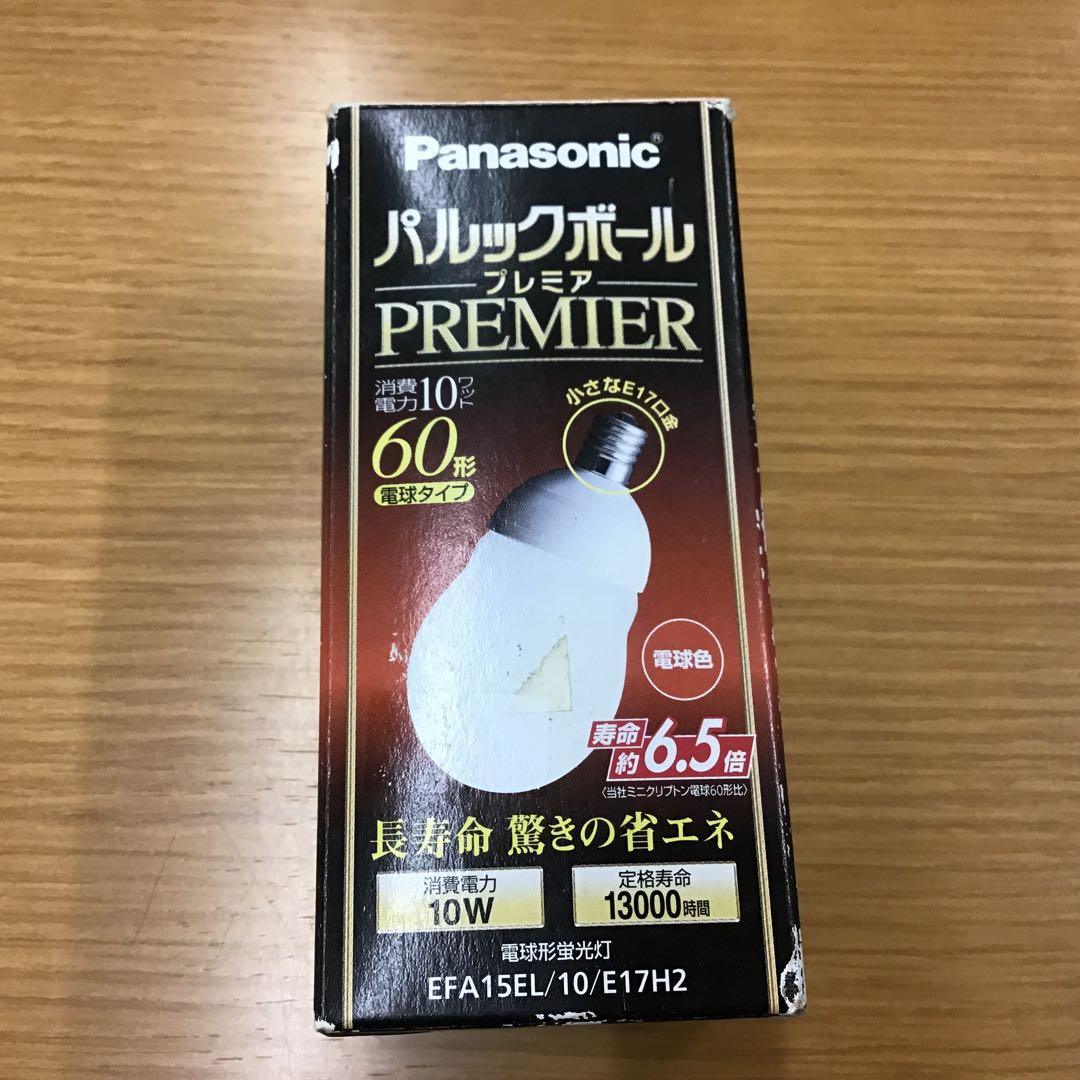 Panasonic®
パルックボール
プレミア
PREMIER
消費電力10ワット
60形
電球タイプ
小さなE17口金
電球色
寿命約6.5倍
〈当社ミニクリプトン電球60形比〉
長寿命 驚きの省エネ
消費電力
10W
定格寿命
13000時間
電球形蛍光灯
EFA15EL/10/E17H2